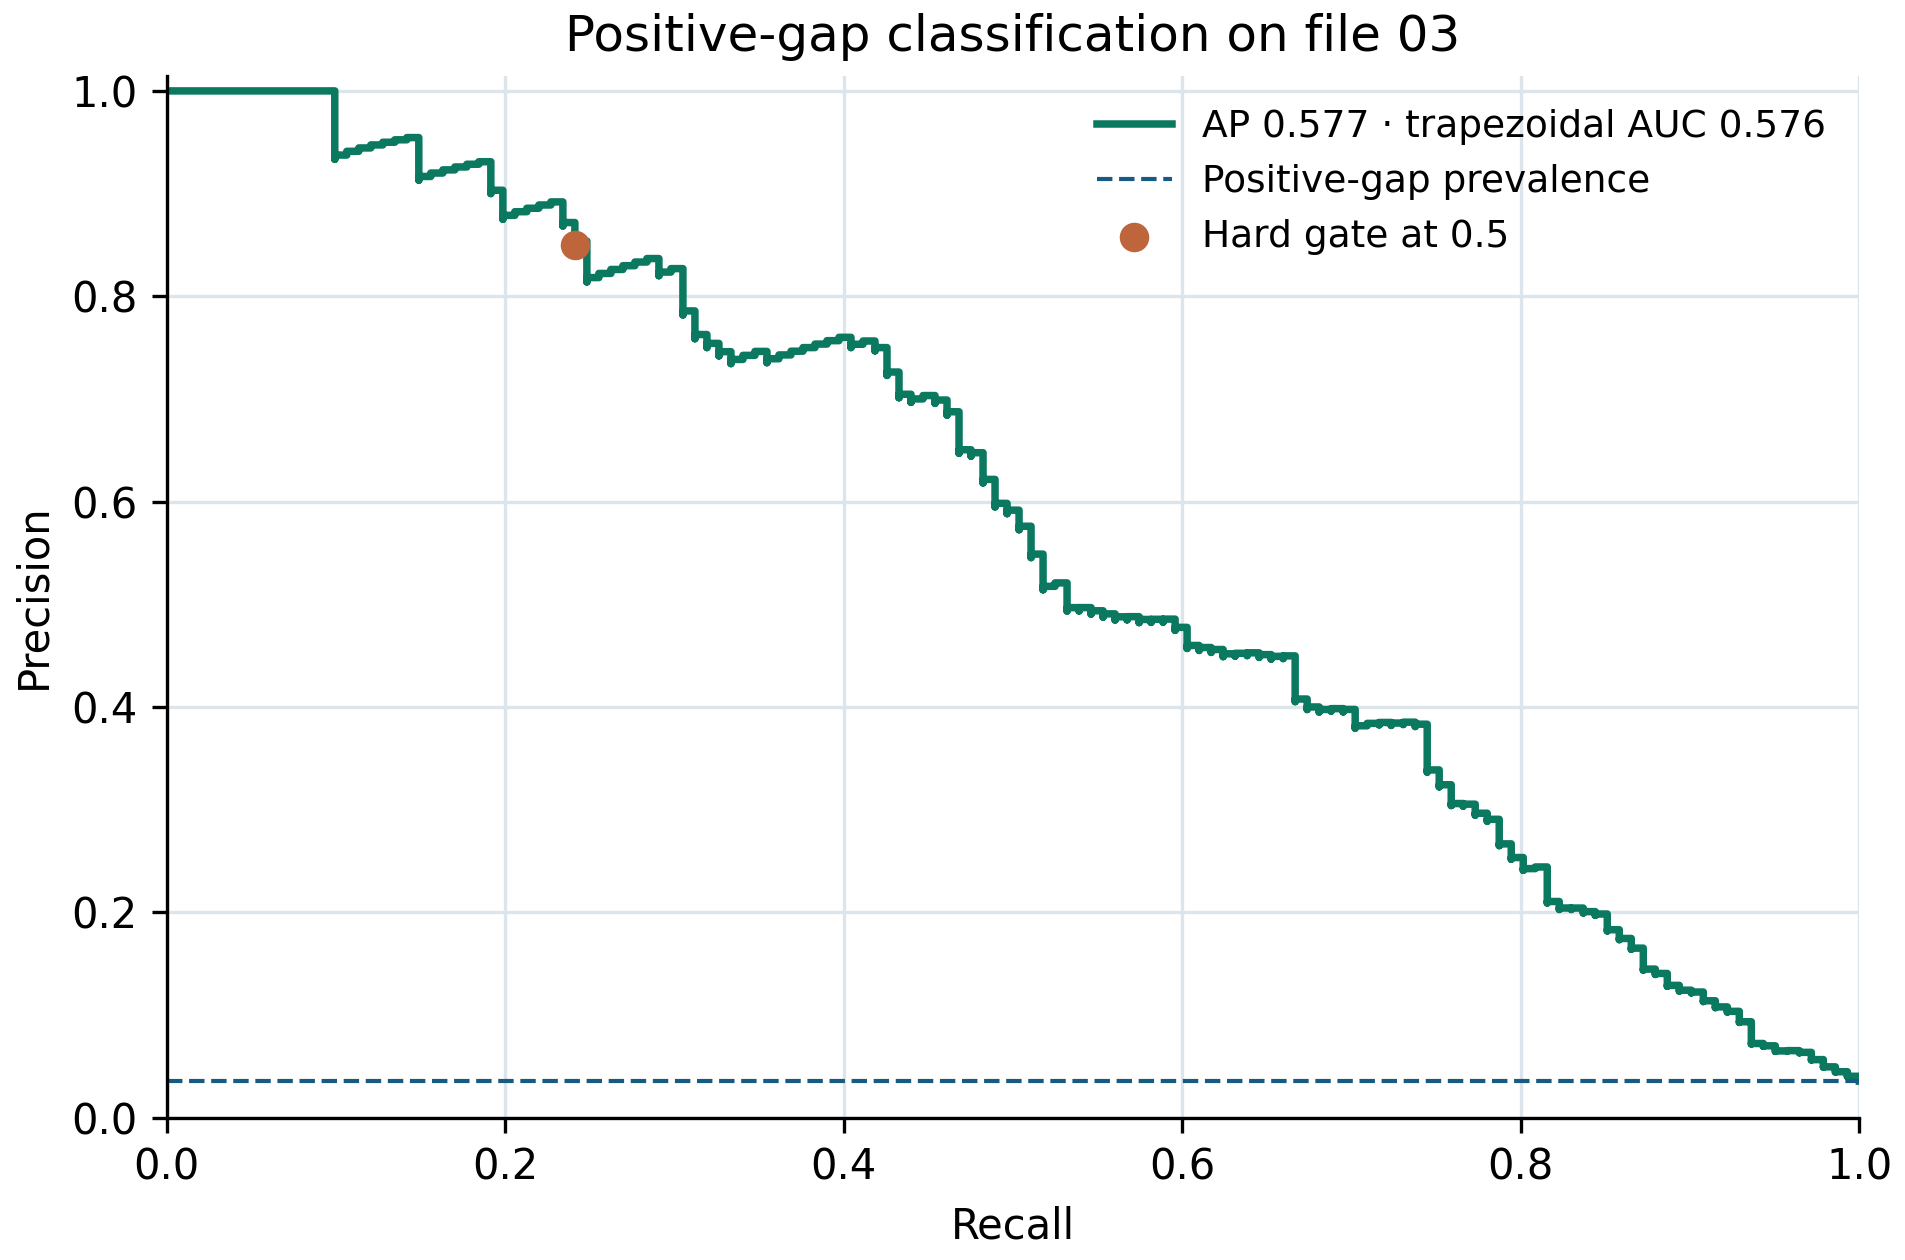 Positive-gap classification on file 03
AP 0.577 · trapezoidal AUC 0.576
Positive-gap prevalence
Hard gate at 0.5
Precision
1.0
0.8
0.6
0.4
0.2
0.0
0.0 0.2 0.4 0.6 0.8 1.0
Recall